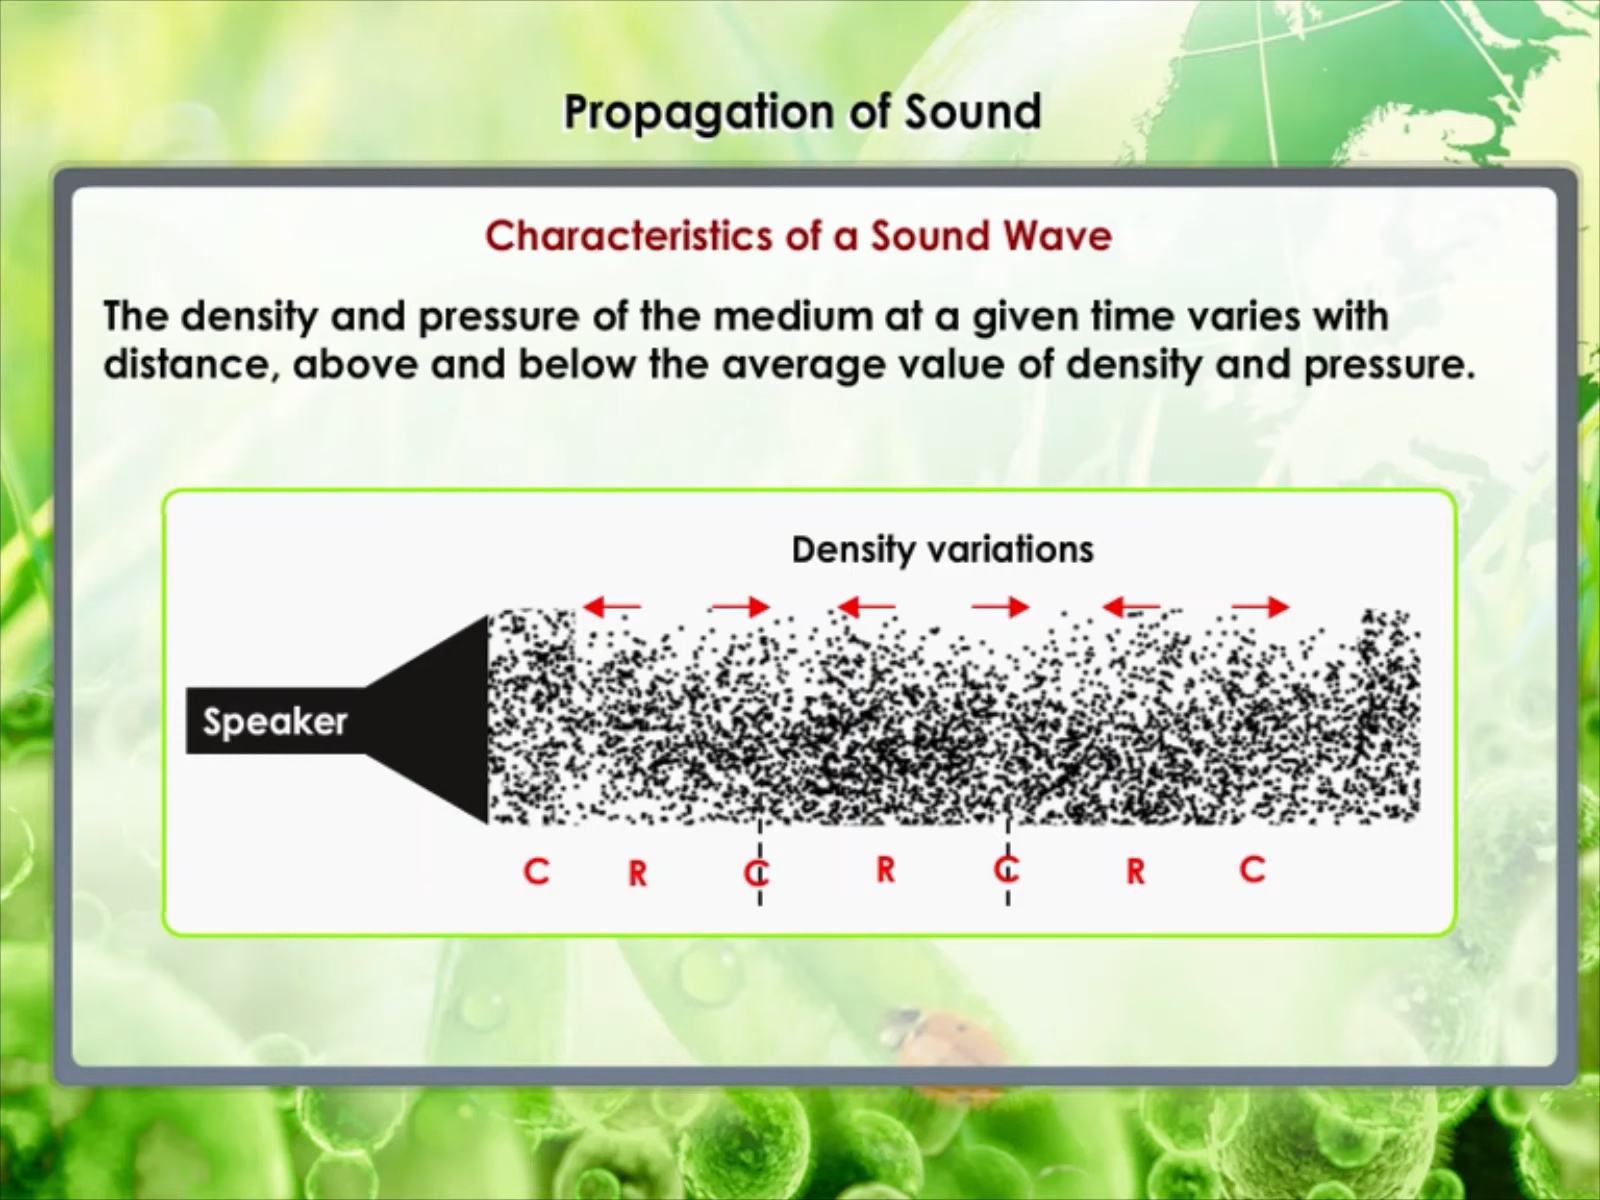 Propagation of Sound
Characteristics of a Sound Wave
The density and pressure of the medium at a given time varies with
distance, above and below the average value of density and pressure.
Density variations
Speaker
C R C R C R C